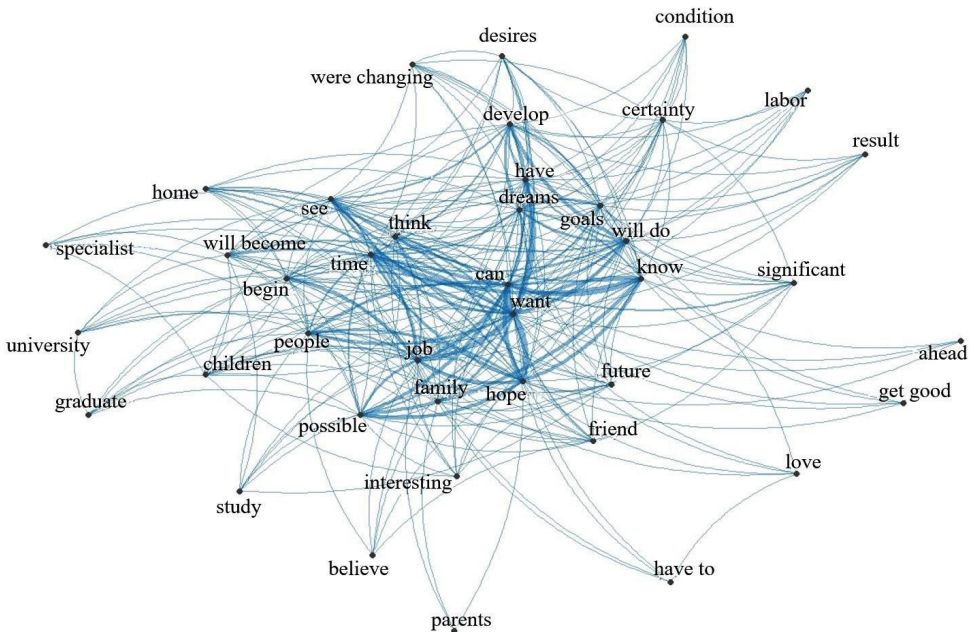 condition
desires
were changing
labor
certainty
develop
result
have
home
dreams
see
goals
think
will do
specialist
will become
time
know
can
significant
begin
want
university
people
job
ahead
children
future
family
get good
hope
graduate
possible
friend
love
interesting
study
believe
have to
parents